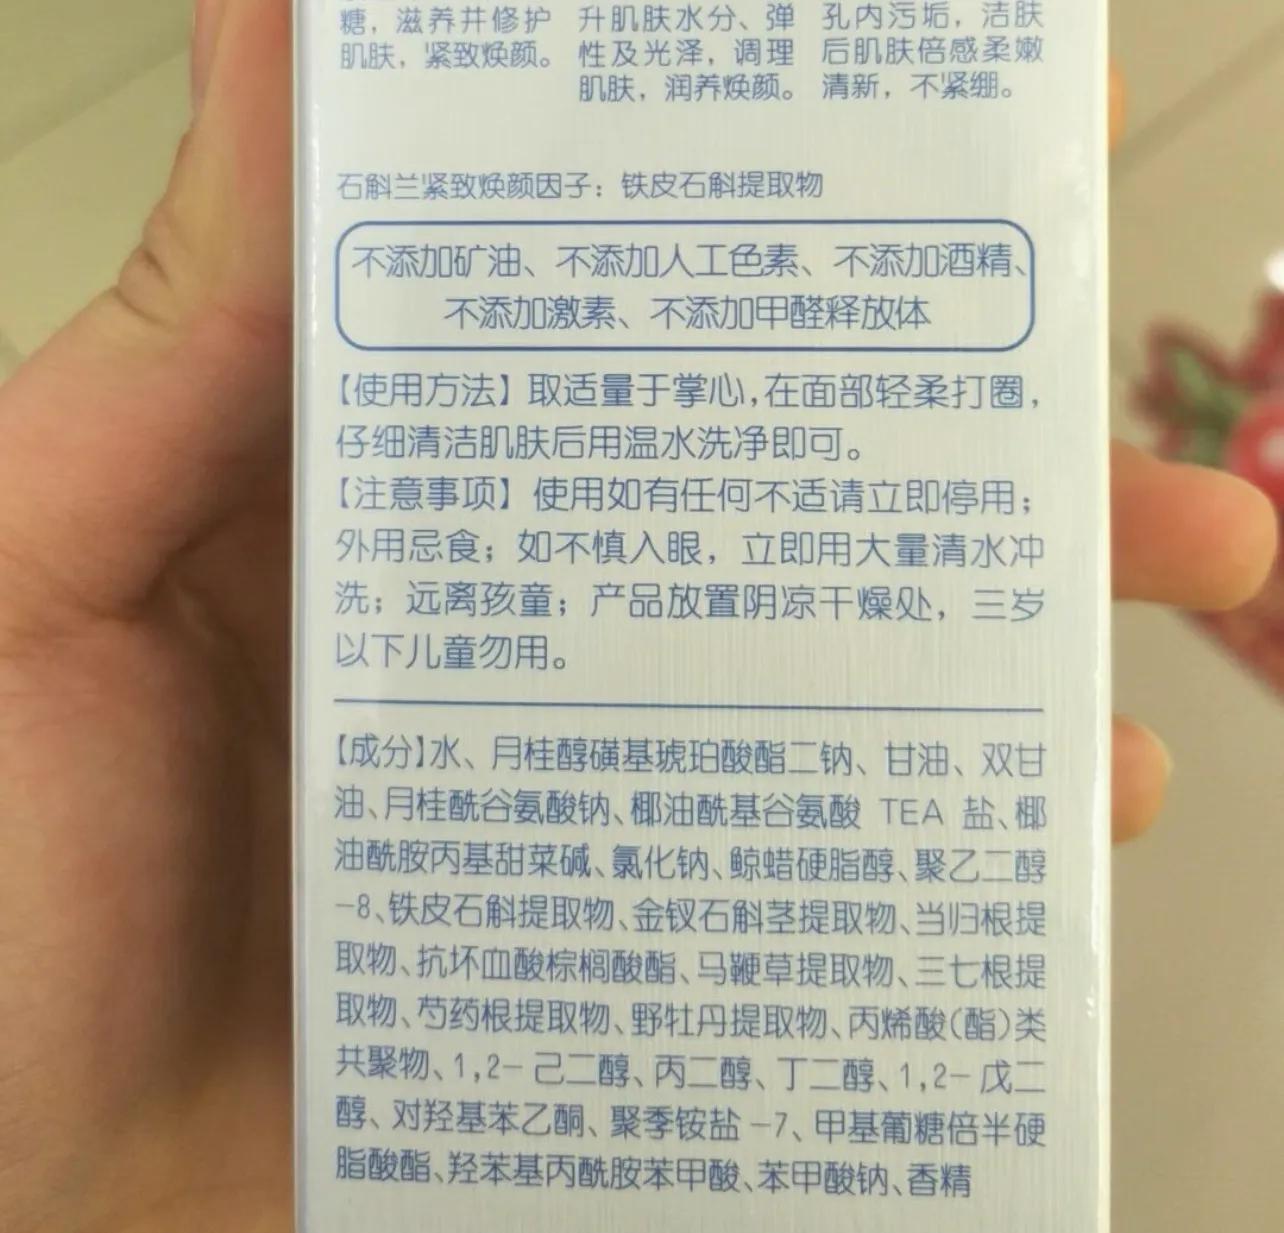 糖，滋养并修护
肌肤，紧致焕颜。
升肌肤水分、弹
性及光泽，调理
肌肤，润养焕颜。
孔内污垢，洁肤
后肌肤倍感柔嫩
清新，不紧绷。
石斛兰紧致焕颜因子：铁皮石斛提取物
不添加矿油、不添加人工色素、不添加酒精、
不添加激素、不添加甲醛释放体
【使用方法】取适量于掌心，在面部轻柔打圈，
仔细清洁肌肤后用温水洗净即可。
【注意事项】使用如有任何不适请立即停用；
外用忌食；如不慎入眼，立即用大量清水冲
洗；远离孩童；产品放置阴凉干燥处，三岁
以下儿童勿用。
【成分】水、月桂醇磺基琥珀酸酯二钠、甘油、双甘
油、月桂酰谷氨酸钠、椰油酰基谷氨酸 TEA 盐、椰
油酰胺丙基甜菜碱、氯化钠、鲸蜡硬脂醇、聚乙二醇
-8、铁皮石斛提取物、金钗石斛茎提取物、当归根提
取物、抗坏血酸棕榈酸酯、马鞭草提取物、三七根提
取物、芍药根提取物、野牡丹提取物、丙烯酸（酯）类
共聚物、1,2- 己二醇、丙二醇、丁二醇、1,2- 戊二
醇、对羟基苯乙酮、聚季铵盐 -7、甲基葡糖倍半硬
脂酸酯、羟苯基丙酰胺苯甲酸、苯甲酸钠、香精